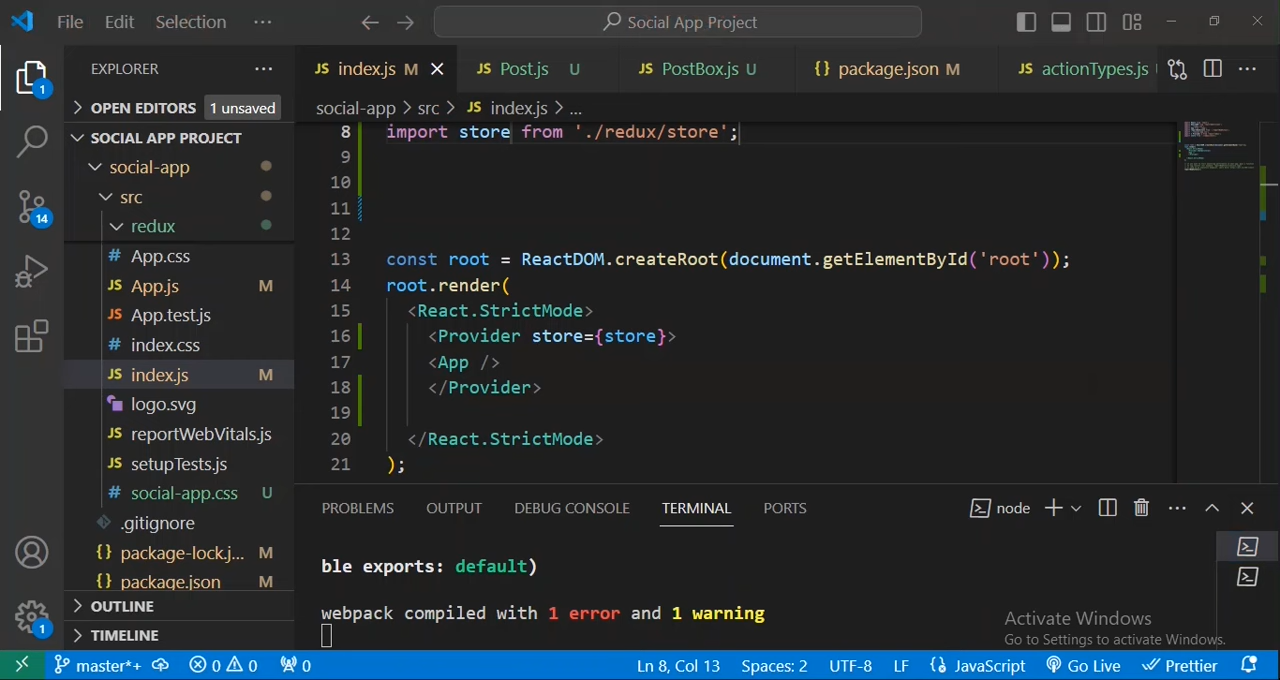 File Edit Selection ··· Social App Project
EXPLORER ···
OPEN EDITORS 1 unsaved
SOCIAL APP PROJECT
social-app
src
redux
App.css
App.js M
App.test.js
index.css
index.js M
logo.svg
reportWebVitals.js
setupTests.js
social-app.css U
.gitignore
package-lock.j... M
package.json M
OUTLINE
TIMELINE
1
14
1
JS index.js M JS Post.js U JS PostBox.js U {} package.json M JS actionTypes.js ···
social-app > src > JS index.js > ...
8 import store from './redux/store';
9
10
11
12
13 const root = ReactDOM.createRoot(document.getElementById('root'));
14 root.render(
15 <React.StrictMode>
16 <Provider store={store}>
17 <App />
18 </Provider>
19
20 </React.StrictMode>
21 );
PROBLEMS OUTPUT DEBUG CONSOLE TERMINAL PORTS node ···
ble exports: default)
webpack compiled with 1 error and 1 warning
Activate Windows
Go to Settings to activate Windows.
master*+ 0 0 0 Ln 8, Col 13 Spaces: 2 UTF-8 LF {} JavaScript Go Live Prettier